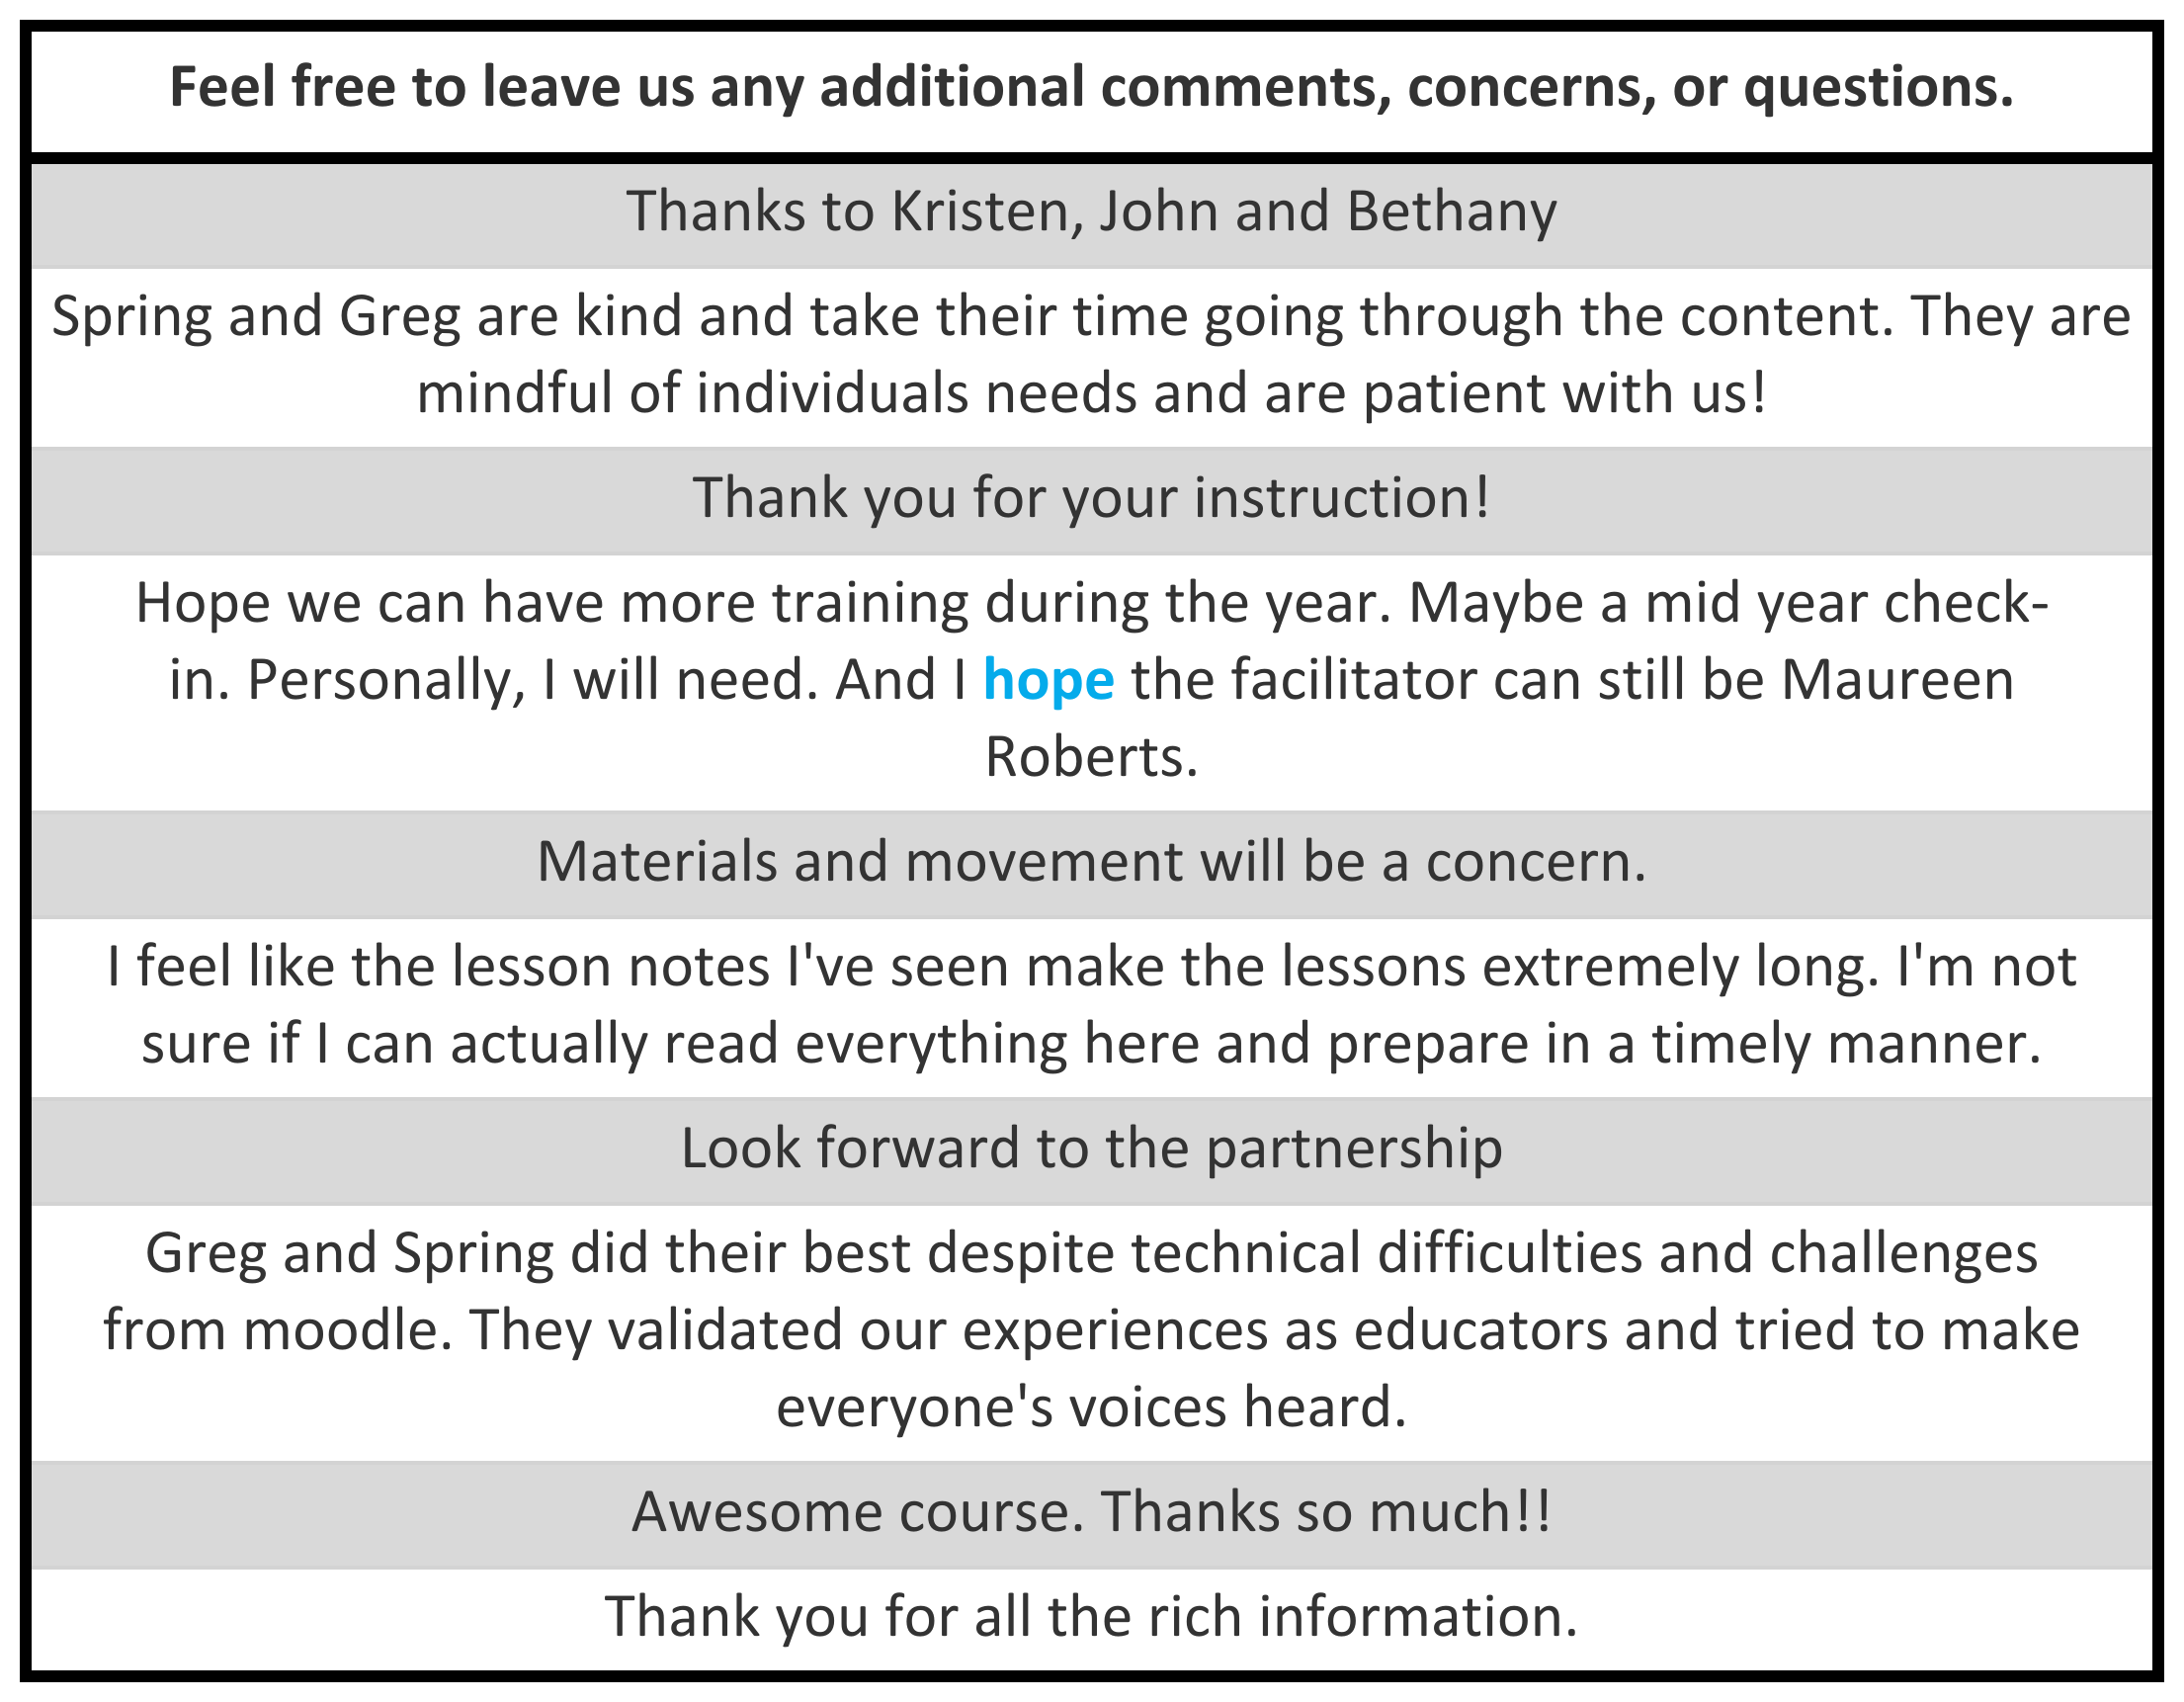 Feel free to leave us any additional comments, concerns, or questions.
Thanks to Kristen, John and Bethany
Spring and Greg are kind and take their time going through the content. They are
mindful of individuals needs and are patient with us!
Thank you for your instruction!
Hope we can have more training during the year. Maybe a mid year check-
in. Personally, I will need. And I hope the facilitator can still be Maureen
Roberts.
Materials and movement will be a concern.
I feel like the lesson notes I've seen make the lessons extremely long. I'm not
sure if I can actually read everything here and prepare in a timely manner.
Look forward to the partnership
Greg and Spring did their best despite technical difficulties and challenges
from moodle. They validated our experiences as educators and tried to make
everyone's voices heard.
Awesome course. Thanks so much!!
Thank you for all the rich information.